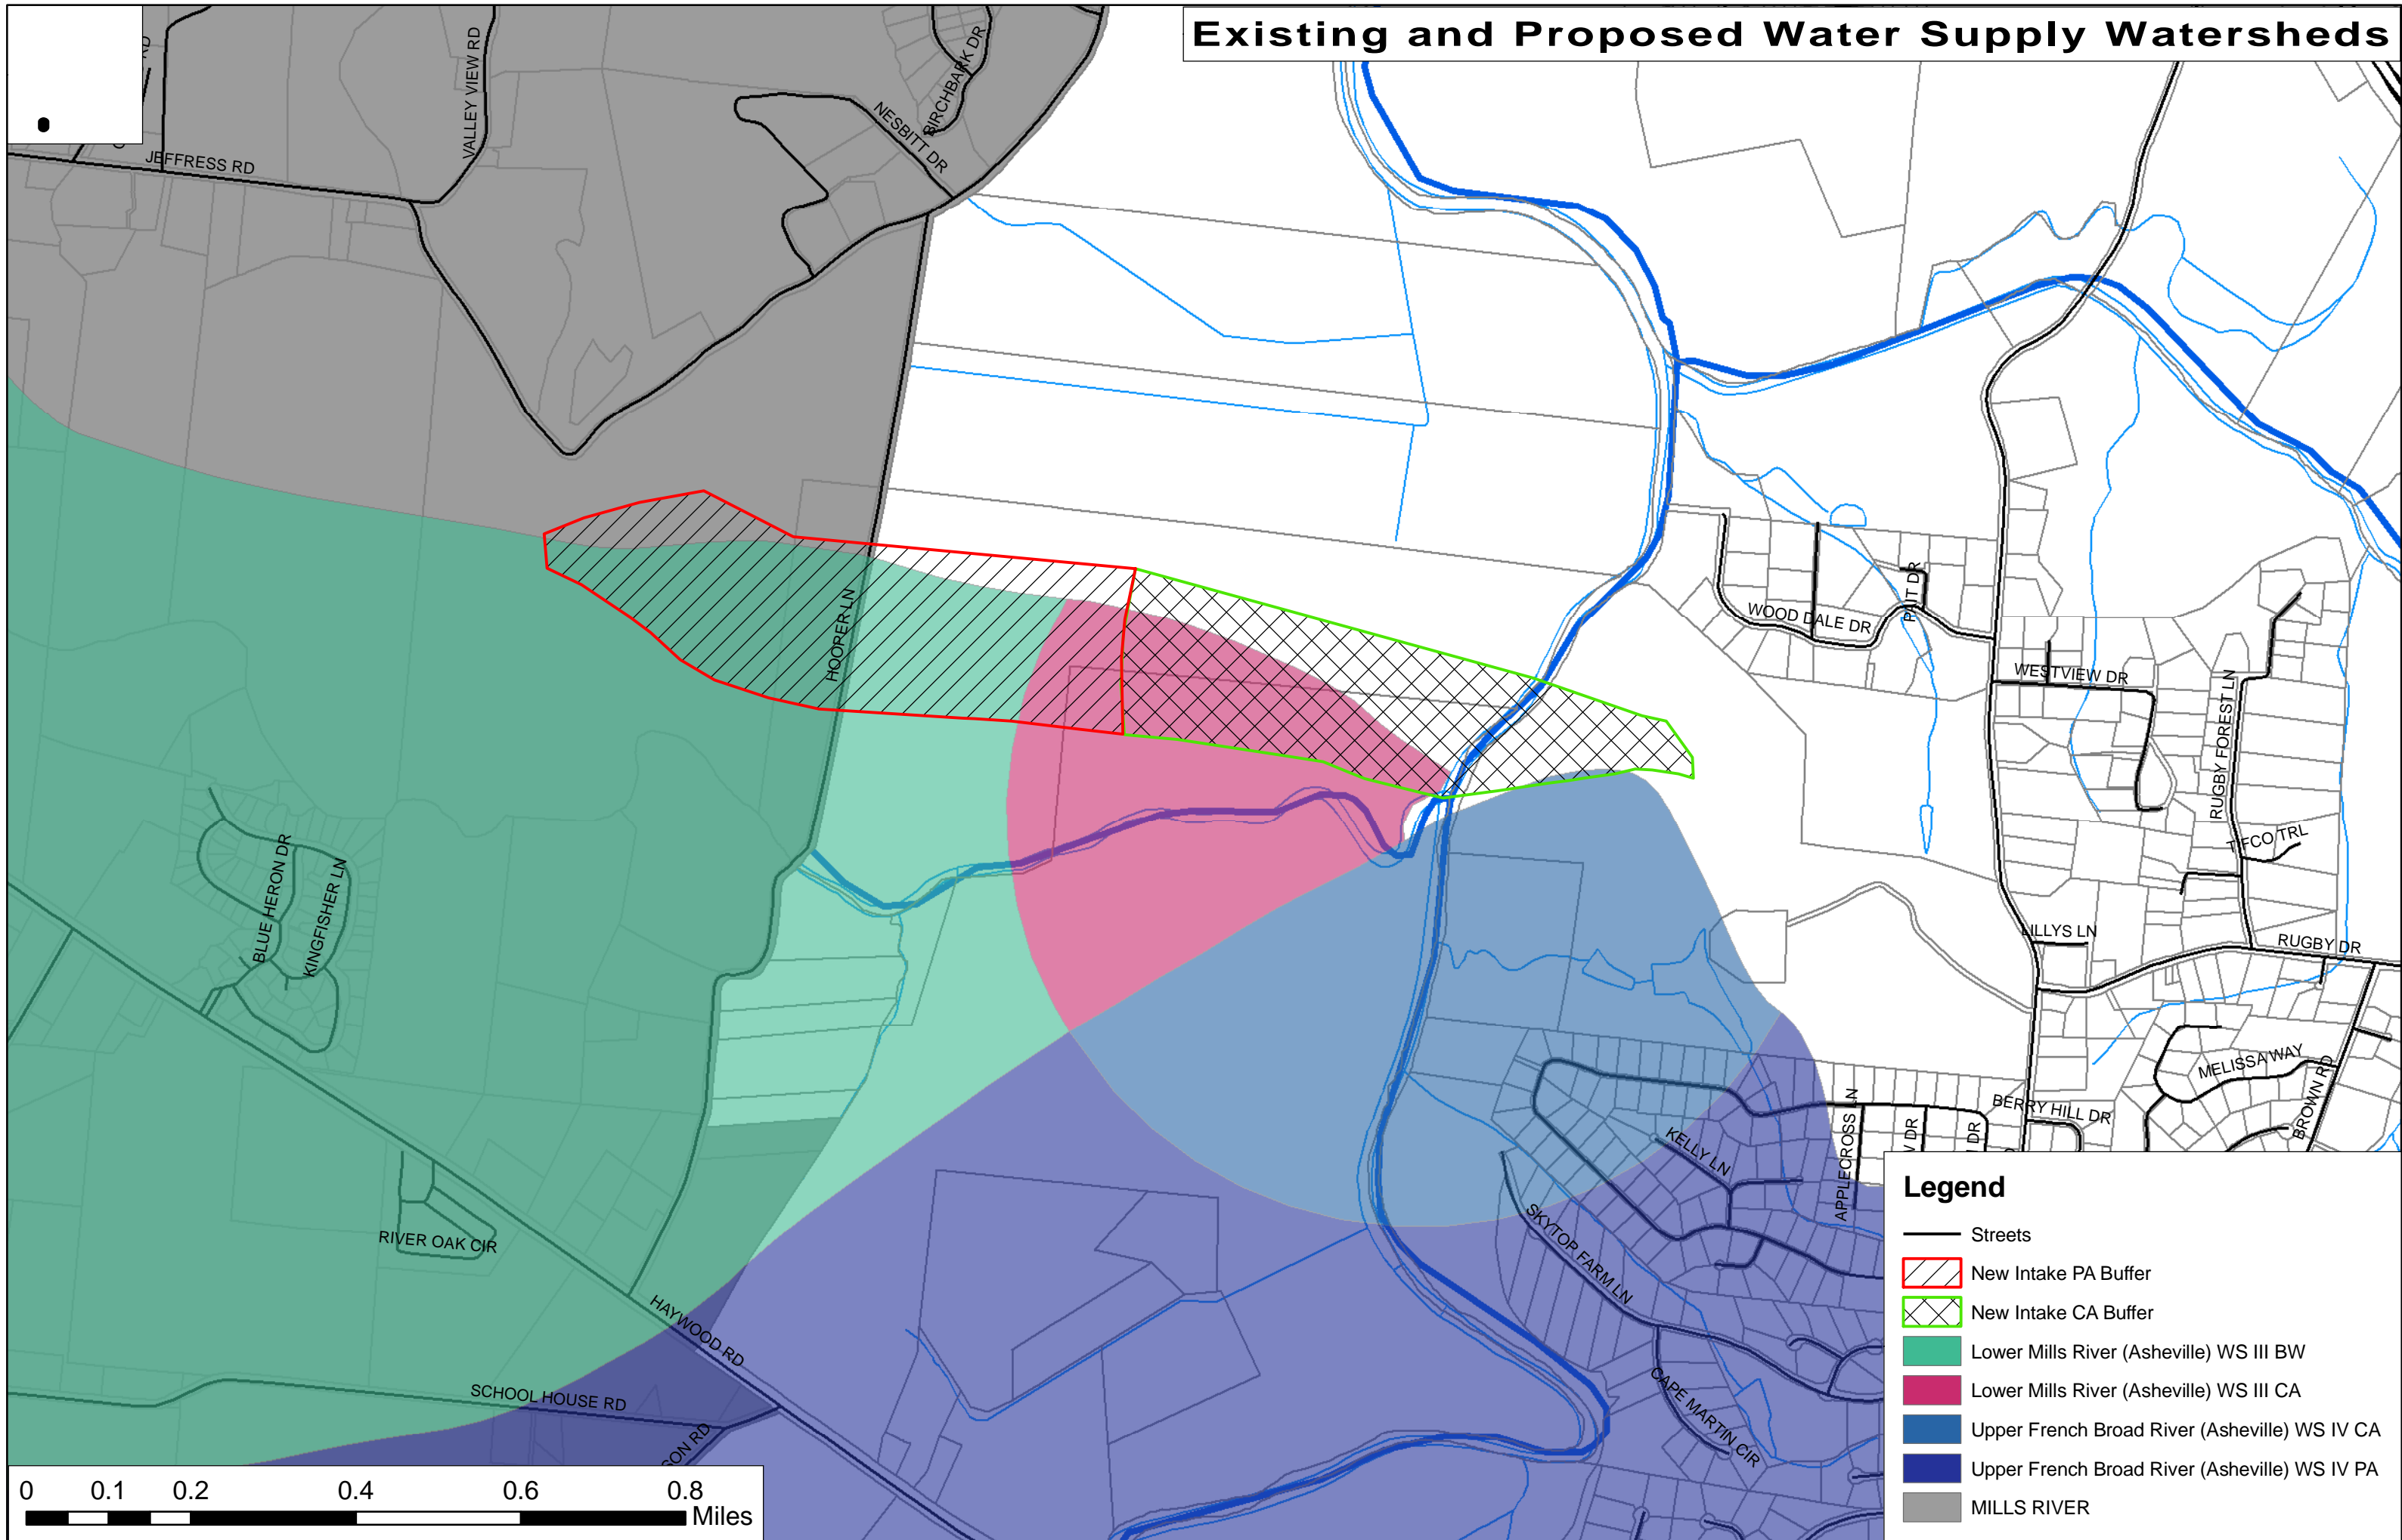 Existing and Proposed Water Supply Watersheds
VALLEY VIEW RD
BIRCHBARK DR
NESBITT DR
RD
JEFFRESS RD
HOOPER LN
WOOD DALE DR
PAIT DR
WESTVIEW DR
RUGBY FOREST LN
TIFCO TRL
BLUE HERON DR
KINGFISHER LN
LILLYS LN
RUGBY DR
MELISSA WAY
BROWN RD
BERRY HILL DR
APPLECROSS LN
DR
DR
KELLY LN
SKYTOP FARM LN
RIVER OAK CIR
HAYWOOD RD
SCHOOL HOUSE RD
SON RD
CAPE MARTIN CIR
Legend
Streets
New Intake PA Buffer
New Intake CA Buffer
Lower Mills River (Asheville) WS III BW
Lower Mills River (Asheville) WS III CA
Upper French Broad River (Asheville) WS IV CA
Upper French Broad River (Asheville) WS IV PA
MILLS RIVER
0 0.1 0.2 0.4 0.6 0.8
Miles